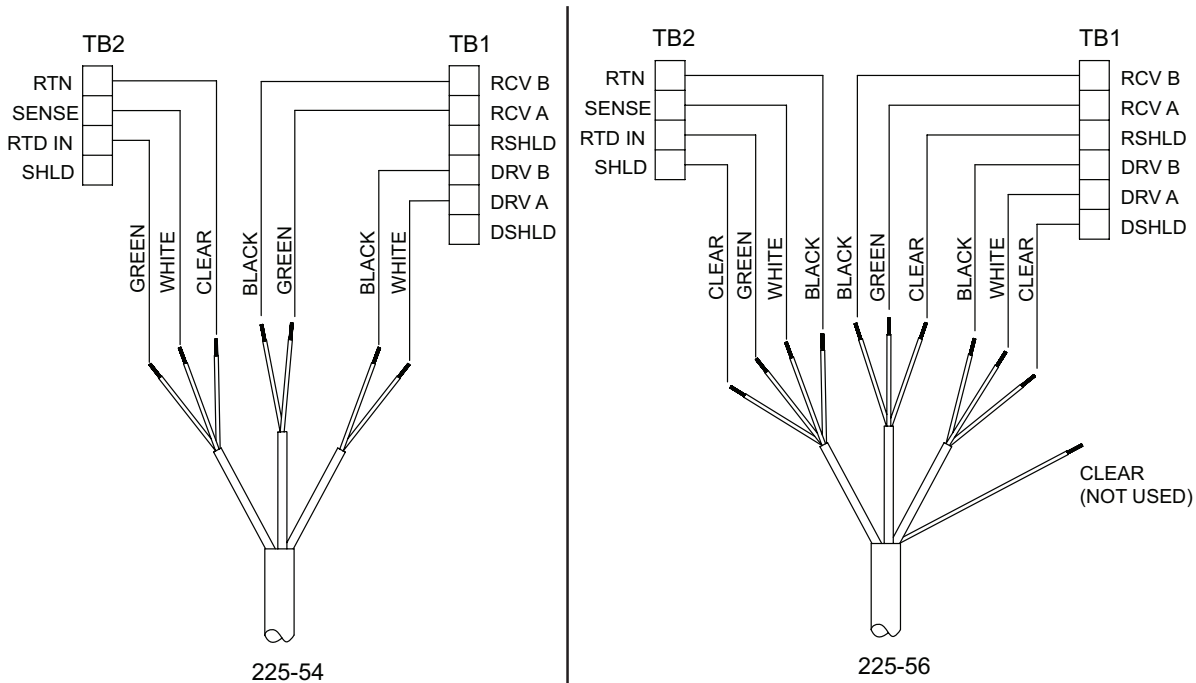 TB2
TB1
RTN
SENSE
RTD IN
SHLD
RCV B
RCV A
RSHLD
DRV B
DRV A
DSHLD
GREEN
WHITE
CLEAR
BLACK
GREEN
BLACK
WHITE
225-54
TB2
TB1
RTN
SENSE
RTD IN
SHLD
RCV B
RCV A
RSHLD
DRV B
DRV A
DSHLD
CLEAR
GREEN
WHITE
BLACK
BLACK
GREEN
CLEAR
BLACK
WHITE
CLEAR
CLEAR
(NOT USED)
225-56